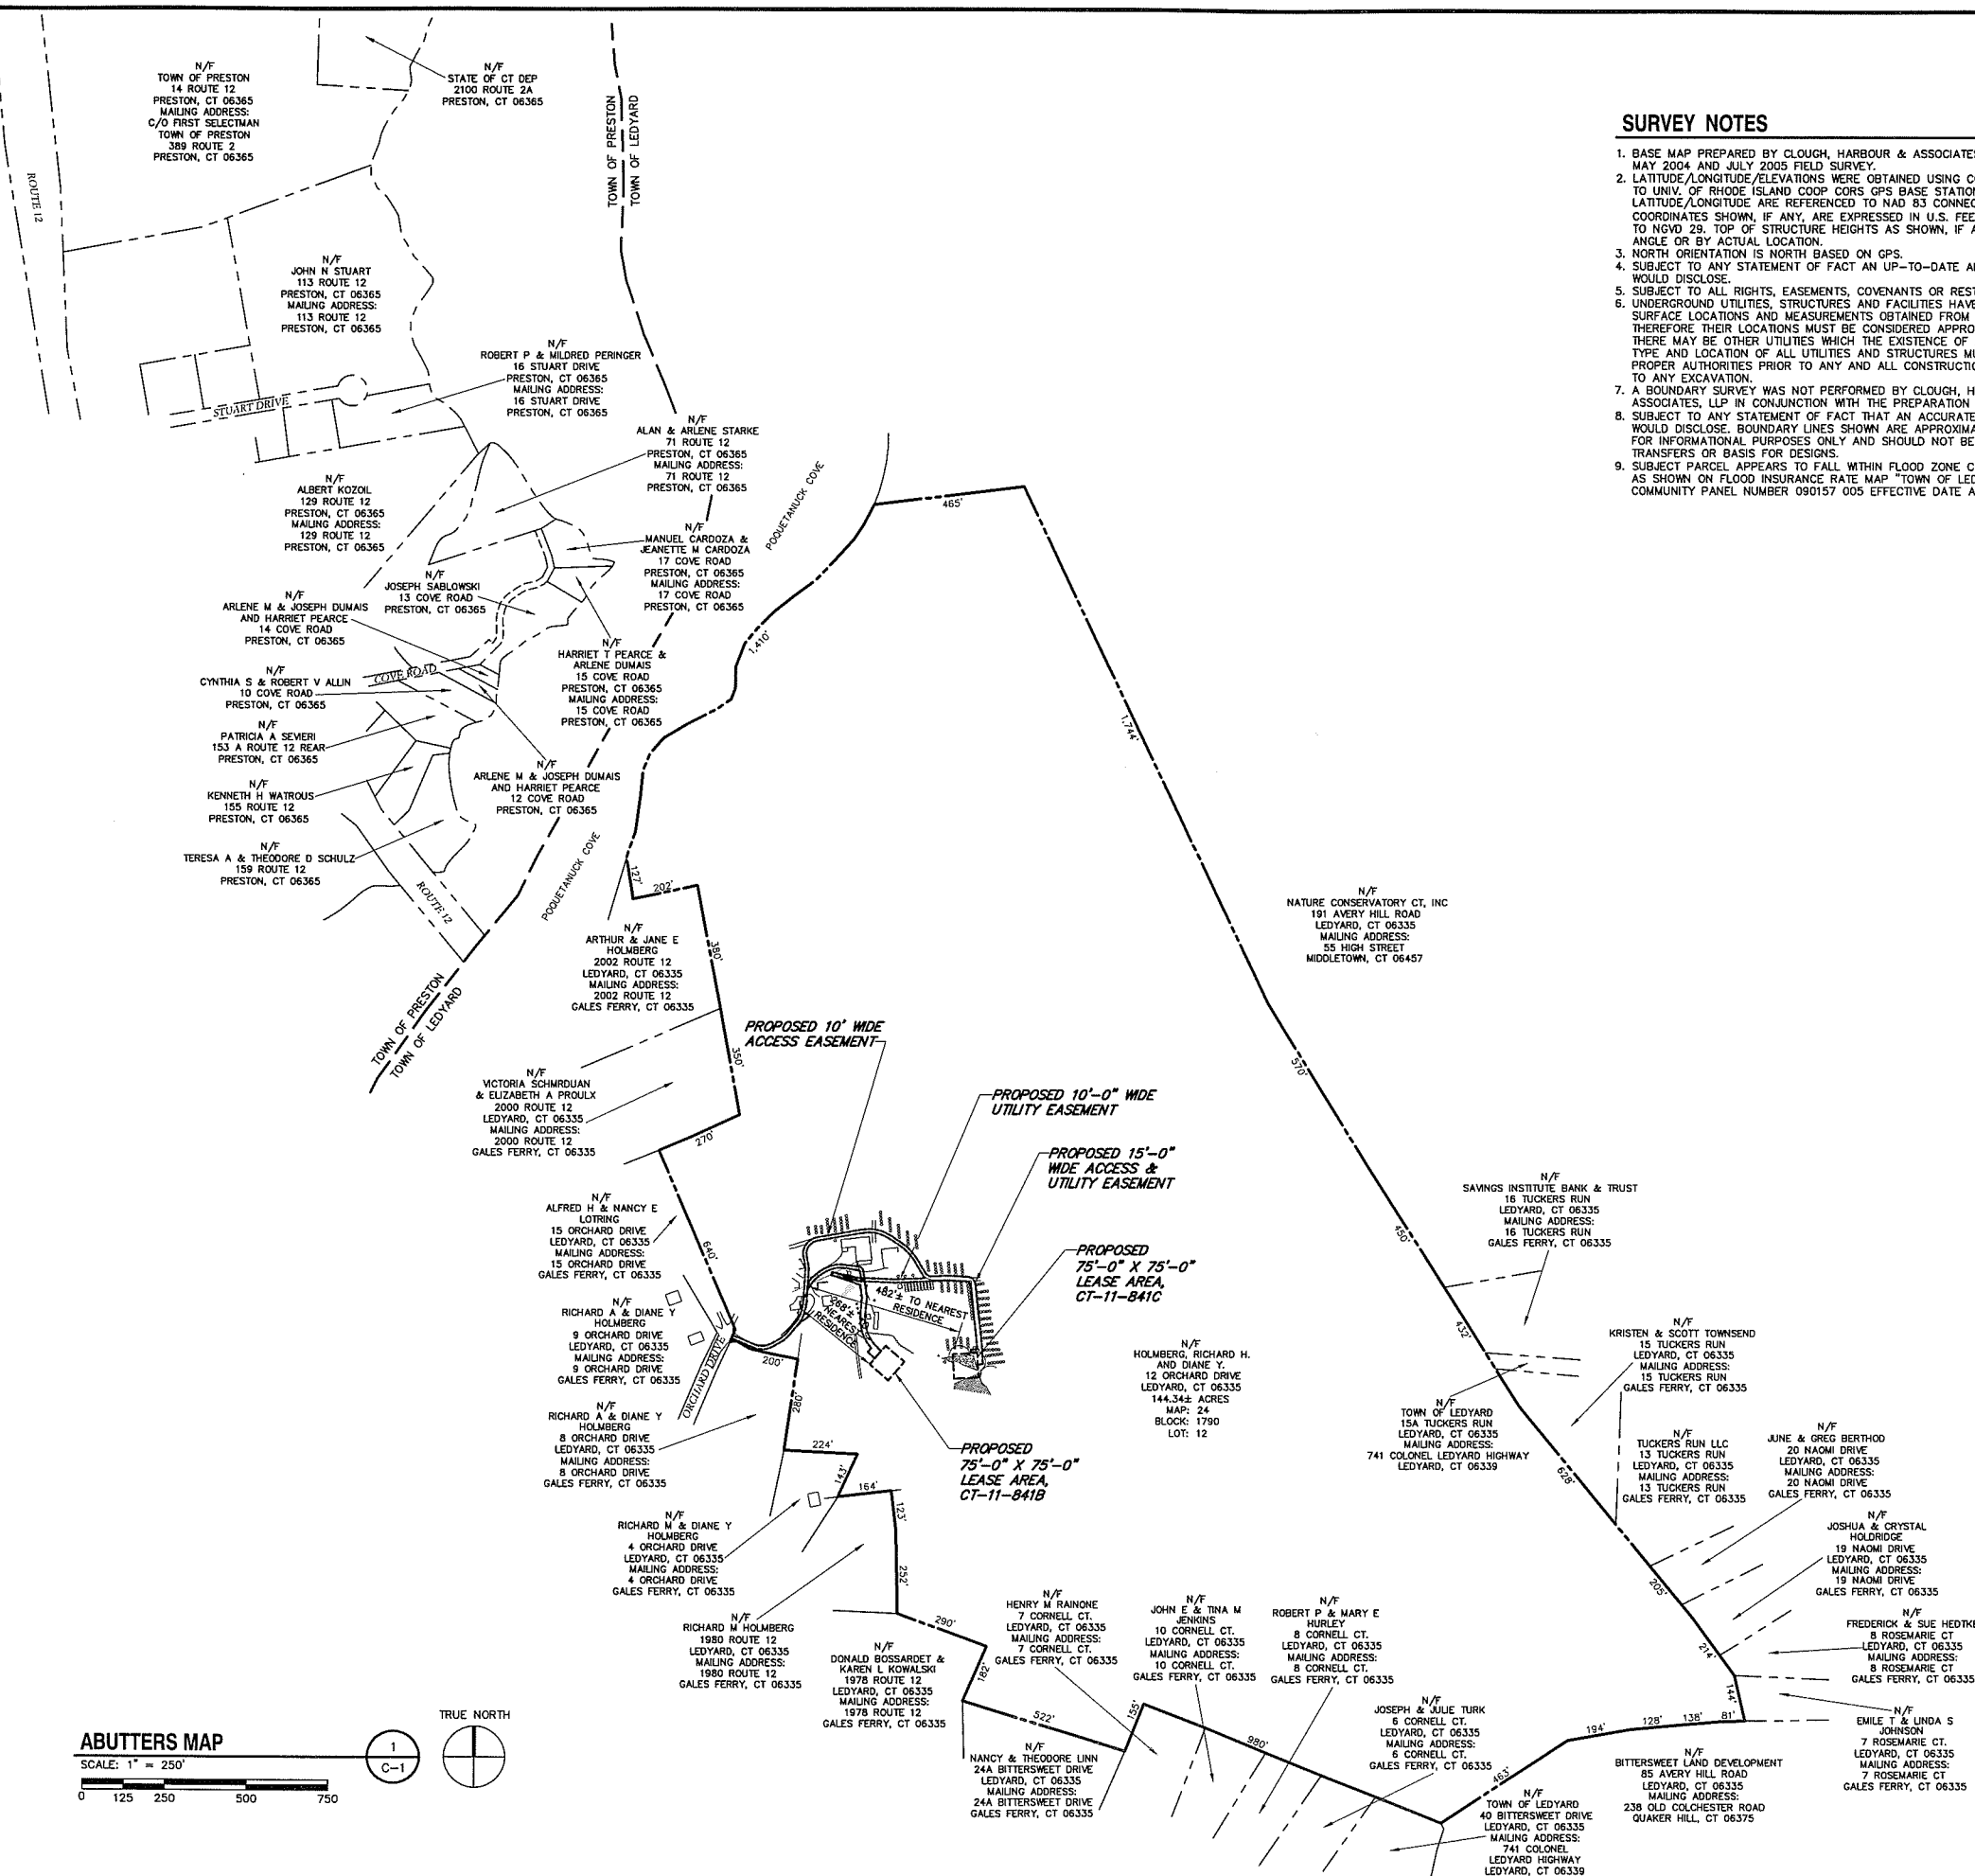 N/F
TOWN OF PRESTON
14 ROUTE 12
PRESTON, CT 06365
MAILING ADDRESS:
C/O FIRST SELECTMAN
TOWN OF PRESTON
389 ROUTE 2
PRESTON, CT 06365
N/F
STATE OF CT DEP
2100 ROUTE 2A
PRESTON, CT 06365
TOWN OF PRESTON
TOWN OF LEDYARD
ROUTE 12
SURVEY NOTES
1. BASE MAP PREPARED BY CLOUGH, HARBOUR & ASSOCIATES
MAY 2004 AND JULY 2005 FIELD SURVEY.
2. LATITUDE/LONGITUDE/ELEVATIONS WERE OBTAINED USING
TO UNIV. OF RHODE ISLAND COOP CORS GPS BASE STATION
LATITUDE/LONGITUDE ARE REFERENCED TO NAD 83
COORDINATES SHOWN, IF ANY, ARE EXPRESSED IN U.S.
TO NGVD 29. TOP OF STRUCTURE HEIGHTS AS SHOWN, IF
ANGLE OR BY ACTUAL LOCATION.
3. NORTH ORIENTATION IS NORTH BASED ON GPS.
4. SUBJECT TO ANY STATEMENT OF FACT AN UP-TO-DATE
WOULD DISCLOSE.
5. SUBJECT TO ALL RIGHTS, EASEMENTS, COVENANTS OR
6. UNDERGROUND UTILITIES, STRUCTURES AND FACILITIES HAVE
SURFACE LOCATIONS AND MEASUREMENTS OBTAINED FROM
THEREFORE THEIR LOCATIONS MUST BE CONSIDERED
THERE MAY BE OTHER UTILITIES WHICH THE EXISTENCE OF
TYPE AND LOCATION OF ALL UTILITIES AND STRUCTURES
PROPER AUTHORITIES PRIOR TO ANY AND ALL
TO ANY EXCAVATION.
7. A BOUNDARY SURVEY WAS NOT PERFORMED BY CLOUGH,
ASSOCIATES, LLP IN CONJUNCTION WITH THE PREPARATION
8. SUBJECT TO ANY STATEMENT OF FACT THAT AN ACCURATE
WOULD DISCLOSE. BOUNDARY LINES SHOWN ARE
FOR INFORMATIONAL PURPOSES ONLY AND SHOULD NOT BE
TRANSFERS OR BASIS FOR DESIGNS.
9. SUBJECT PARCEL APPEARS TO FALL WITHIN FLOOD ZONE C
AS SHOWN ON FLOOD INSURANCE RATE MAP "TOWN OF
COMMUNITY PANEL NUMBER 090157 005 EFFECTIVE DATE
N/F
JOHN N STUART
113 ROUTE 12
PRESTON, CT 06365
MAILING ADDRESS:
113 ROUTE 12
PRESTON, CT 06365
N/F
ROBERT P & MILDRED PERINGER
16 STUART DRIVE
PRESTON, CT 06365
MAILING ADDRESS:
16 STUART DRIVE
PRESTON, CT 06365
STUART DRIVE
N/F
ALAN & ARLENE STARKE
71 ROUTE 12
PRESTON, CT 06365
MAILING ADDRESS:
71 ROUTE 12
PRESTON, CT 06365
N/F
ALBERT KOZOIL
129 ROUTE 12
PRESTON, CT 06365
MAILING ADDRESS:
129 ROUTE 12
PRESTON, CT 06365
POQUETANUCK COVE
465'
N/F
MANUEL CARDOZA &
JEANETTE M CARDOZA
17 COVE ROAD
PRESTON, CT 06365
MAILING ADDRESS:
17 COVE ROAD
PRESTON, CT 06365
N/F
JOSEPH SABLOWSKI
13 COVE ROAD
PRESTON, CT 06365
N/F
ARLENE M & JOSEPH DUMAIS
AND HARRIET PEARCE
14 COVE ROAD
PRESTON, CT 06365
N/F
HARRIET T PEARCE &
ARLENE DUMAIS
15 COVE ROAD
PRESTON, CT 06365
MAILING ADDRESS:
15 COVE ROAD
PRESTON, CT 06365
1,410'
COVE ROAD
N/F
CYNTHIA S & ROBERT V ALLIN
10 COVE ROAD
PRESTON, CT 06365
1,744'
N/F
PATRICIA A SEVIERI
153 A ROUTE 12 REAR
PRESTON, CT 06365
N/F
ARLENE M & JOSEPH DUMAIS
AND HARRIET PEARCE
12 COVE ROAD
PRESTON, CT 06365
N/F
KENNETH H WATROUS
155 ROUTE 12
PRESTON, CT 06365
N/F
TERESA A & THEODORE D SCHULZ
159 ROUTE 12
PRESTON, CT 06365
ROUTE 12
POQUETANUCK COVE
127'
202'
N/F
NATURE CONSERVATORY CT, INC
191 AVERY HILL ROAD
LEDYARD, CT 06335
MAILING ADDRESS:
55 HIGH STREET
MIDDLETOWN, CT 06457
N/F
ARTHUR & JANE E
HOLMBERG
2002 ROUTE 12
LEDYARD, CT 06335
MAILING ADDRESS:
2002 ROUTE 12
GALES FERRY, CT 06335
380'
TOWN OF PRESTON
TOWN OF LEDYARD
PROPOSED 10' WIDE
ACCESS EASEMENT
350'
570'
N/F
VICTORIA SCHMRDUAN
& ELIZABETH A PROULX
2000 ROUTE 12
LEDYARD, CT 06335
MAILING ADDRESS:
2000 ROUTE 12
GALES FERRY, CT 06335
PROPOSED 10'-0" WIDE
UTILITY EASEMENT
270'
PROPOSED 15'-0"
WIDE ACCESS &
UTILITY EASEMENT
N/F
SAVINGS INSTITUTE BANK & TRUST
16 TUCKERS RUN
LEDYARD, CT 06335
MAILING ADDRESS:
16 TUCKERS RUN
GALES FERRY, CT 06335
N/F
ALFRED H & NANCY E
LOTRING
15 ORCHARD DRIVE
LEDYARD, CT 06335
MAILING ADDRESS:
15 ORCHARD DRIVE
GALES FERRY, CT 06335
640'
450'
PROPOSED
75'-0" X 75'-0"
LEASE AREA,
CT-11-841C
482'± TO NEAREST
RESIDENCE
268'±
NEAREST
RESIDENCE
N/F
RICHARD A & DIANE Y
HOLMBERG
9 ORCHARD DRIVE
LEDYARD, CT 06335
MAILING ADDRESS:
9 ORCHARD DRIVE
GALES FERRY, CT 06335
ORCHARD DRIVE
200'
280'
432'
N/F
HOLMBERG, RICHARD H.
AND DIANE Y.
12 ORCHARD DRIVE
LEDYARD, CT 06335
144.34± ACRES
MAP: 24
BLOCK: 1790
LOT: 12
N/F
KRISTEN & SCOTT TOWNSEND
15 TUCKERS RUN
LEDYARD, CT 06335
MAILING ADDRESS:
15 TUCKERS RUN
GALES FERRY, CT 06335
N/F
RICHARD A & DIANE Y
HOLMBERG
8 ORCHARD DRIVE
LEDYARD, CT 06335
MAILING ADDRESS:
8 ORCHARD DRIVE
GALES FERRY, CT 06335
N/F
TOWN OF LEDYARD
15A TUCKERS RUN
LEDYARD, CT 06335
MAILING ADDRESS:
741 COLONEL LEDYARD HIGHWAY
LEDYARD, CT 06339
N/F
TUCKERS RUN LLC
13 TUCKERS RUN
LEDYARD, CT 06335
MAILING ADDRESS:
13 TUCKERS RUN
GALES FERRY, CT 06335
N/F
JUNE & GREG BERTHOD
20 NAOMI DRIVE
LEDYARD, CT 06335
MAILING ADDRESS:
20 NAOMI DRIVE
GALES FERRY, CT 06335
224'
143'
164'
123'
PROPOSED
75'-0" X 75'-0"
LEASE AREA,
CT-11-841B
628'
N/F
RICHARD M & DIANE Y
HOLMBERG
4 ORCHARD DRIVE
LEDYARD, CT 06335
MAILING ADDRESS:
4 ORCHARD DRIVE
GALES FERRY, CT 06335
N/F
JOSHUA & CRYSTAL
HOLDRIDGE
19 NAOMI DRIVE
LEDYARD, CT 06335
MAILING ADDRESS:
19 NAOMI DRIVE
GALES FERRY, CT 06335
252'
205'
N/F
RICHARD M HOLMBERG
1980 ROUTE 12
LEDYARD, CT 06335
MAILING ADDRESS:
1980 ROUTE 12
GALES FERRY, CT 06335
290'
182'
N/F
DONALD BOSSARDET &
KAREN L KOWALSKI
1978 ROUTE 12
LEDYARD, CT 06335
MAILING ADDRESS:
1978 ROUTE 12
GALES FERRY, CT 06335
N/F
HENRY M RAINONE
7 CORNELL CT.
LEDYARD, CT 06335
MAILING ADDRESS:
7 CORNELL CT.
GALES FERRY, CT 06335
N/F
JOHN E & TINA M
JENKINS
10 CORNELL CT.
LEDYARD, CT 06335
MAILING ADDRESS:
10 CORNELL CT.
GALES FERRY, CT 06335
N/F
ROBERT P & MARY E
HURLEY
8 CORNELL CT.
LEDYARD, CT 06335
MAILING ADDRESS:
8 CORNELL CT.
GALES FERRY, CT 06335
N/F
FREDERICK & SUE
8 ROSEMARIE CT
LEDYARD, CT 06335
MAILING ADDRESS:
8 ROSEMARIE CT
GALES FERRY, CT 06335
214'
144'
522'
155'
980'
N/F
JOSEPH & JULIE TURK
6 CORNELL CT.
LEDYARD, CT 06335
MAILING ADDRESS:
6 CORNELL CT.
GALES FERRY, CT 06335
194'
128'
138'
81'
463'
N/F
EMILE T & LINDA S
JOHNSON
7 ROSEMARIE CT.
LEDYARD, CT 06335
MAILING ADDRESS:
7 ROSEMARIE CT
GALES FERRY, CT 06335
N/F
NANCY & THEODORE LINN
24A BITTERSWEET DRIVE
LEDYARD, CT 06335
MAILING ADDRESS:
24A BITTERSWEET DRIVE
GALES FERRY, CT 06335
N/F
BITTERSWEET LAND DEVELOPMENT
85 AVERY HILL ROAD
LEDYARD, CT 06335
MAILING ADDRESS:
238 OLD COLCHESTER ROAD
QUAKER HILL, CT 06375
N/F
TOWN OF LEDYARD
40 BITTERSWEET DRIVE
LEDYARD, CT 06335
MAILING ADDRESS:
741 COLONEL
LEDYARD HIGHWAY
LEDYARD, CT 06339
ABUTTERS MAP
SCALE: 1" = 250'
0 125 250 500 750
1
C-1
TRUE NORTH